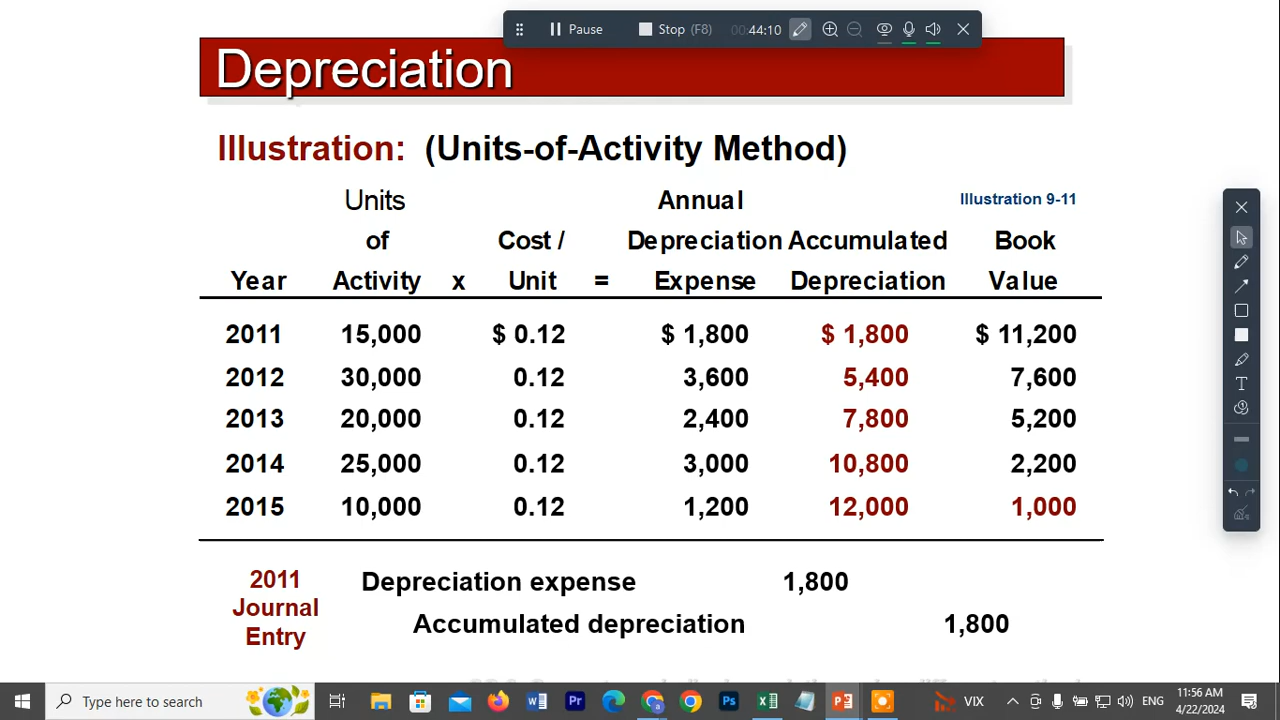 Pause Stop (F8) 00:44:10
Depreciation
Illustration: (Units-of-Activity Method)
Units Annual Illustration 9-11
of Cost / Depreciation Accumulated Book
Year Activity x Unit = Expense Depreciation Value
2011 15,000 $ 0.12 $ 1,800 $ 1,800 $ 11,200
2012 30,000 0.12 3,600 5,400 7,600
2013 20,000 0.12 2,400 7,800 5,200
2014 25,000 0.12 3,000 10,800 2,200
2015 10,000 0.12 1,200 12,000 1,000
2011 Depreciation expense 1,800
Journal Accumulated depreciation 1,800
Entry
Type here to search VIX ENG 11:56 AM
4/22/2024